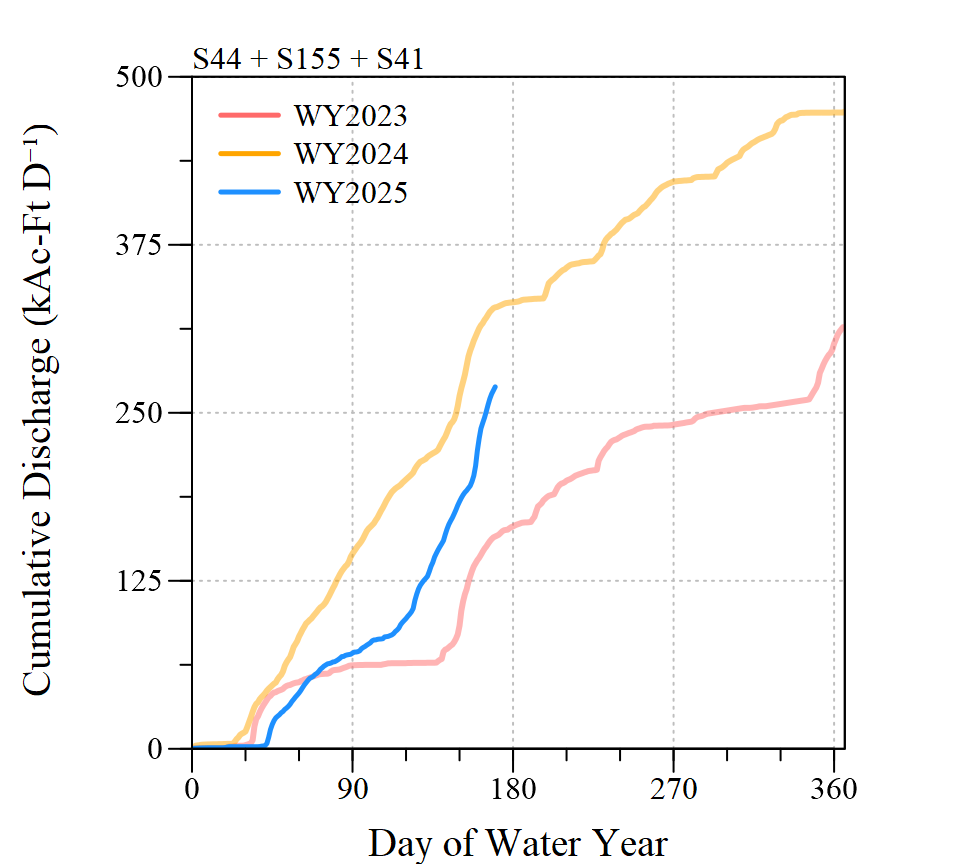 S44 + S155 + S41
500
375
250
125
0
WY2023
WY2024
WY2025
0 90 180 270 360
Day of Water Year
Cumulative Discharge (kAc-Ft D⁻¹)